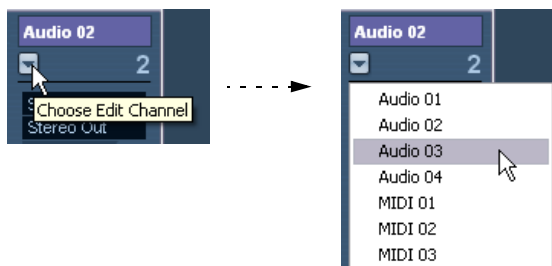 Audio 02
2
Choose Edit Channel
Stereo Out
Audio 02
2
Audio 01
Audio 02
Audio 03
Audio 04
MIDI 01
MIDI 02
MIDI 03